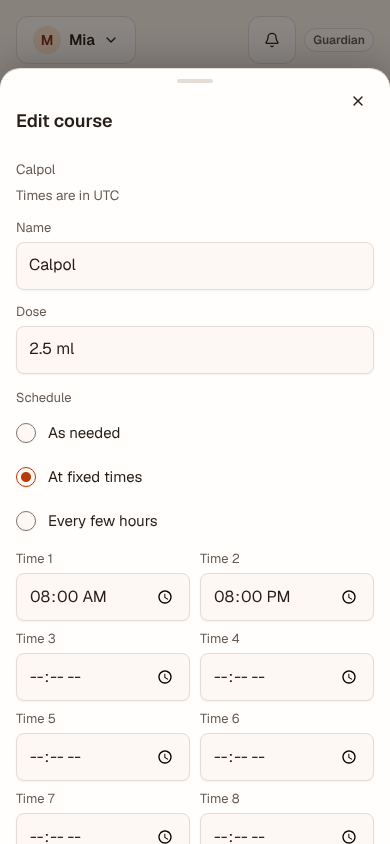 M Mia Guardian
Edit course
Calpol
Times are in UTC
Name
Calpol
Dose
2.5 ml
Schedule
As needed
At fixed times
Every few hours
Time 1 Time 2
08:00 AM 08:00 PM
Time 3 Time 4
--:-- -- --:-- --
Time 5 Time 6
--:-- -- --:-- --
Time 7 Time 8
--:-- -- --:-- --